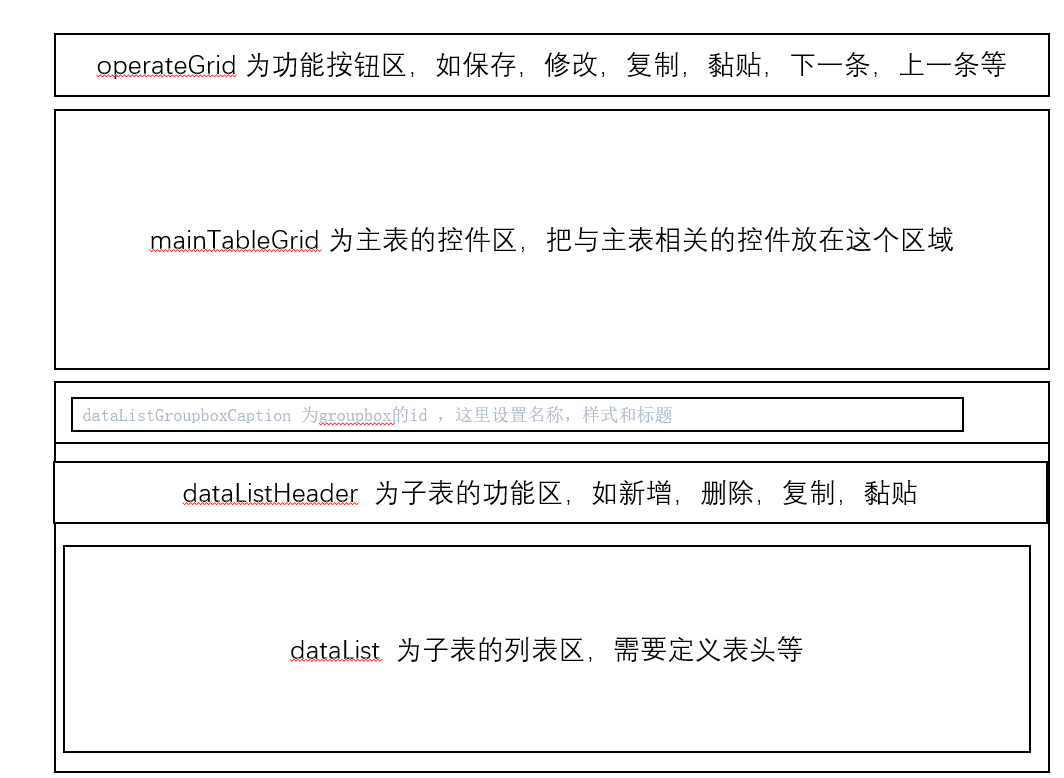 operateGrid 为功能按钮区，如保存，修改，复制，黏贴，下一条，上一条等
mainTableGrid 为主表的控件区，把与主表相关的控件放在这个区域
dataListGroupboxCaption 为groupbox的id ，这里设置名称，样式和标题
dataListHeader 为子表的功能区，如新增，删除，复制，黏贴
dataList 为子表的列表区，需要定义表头等